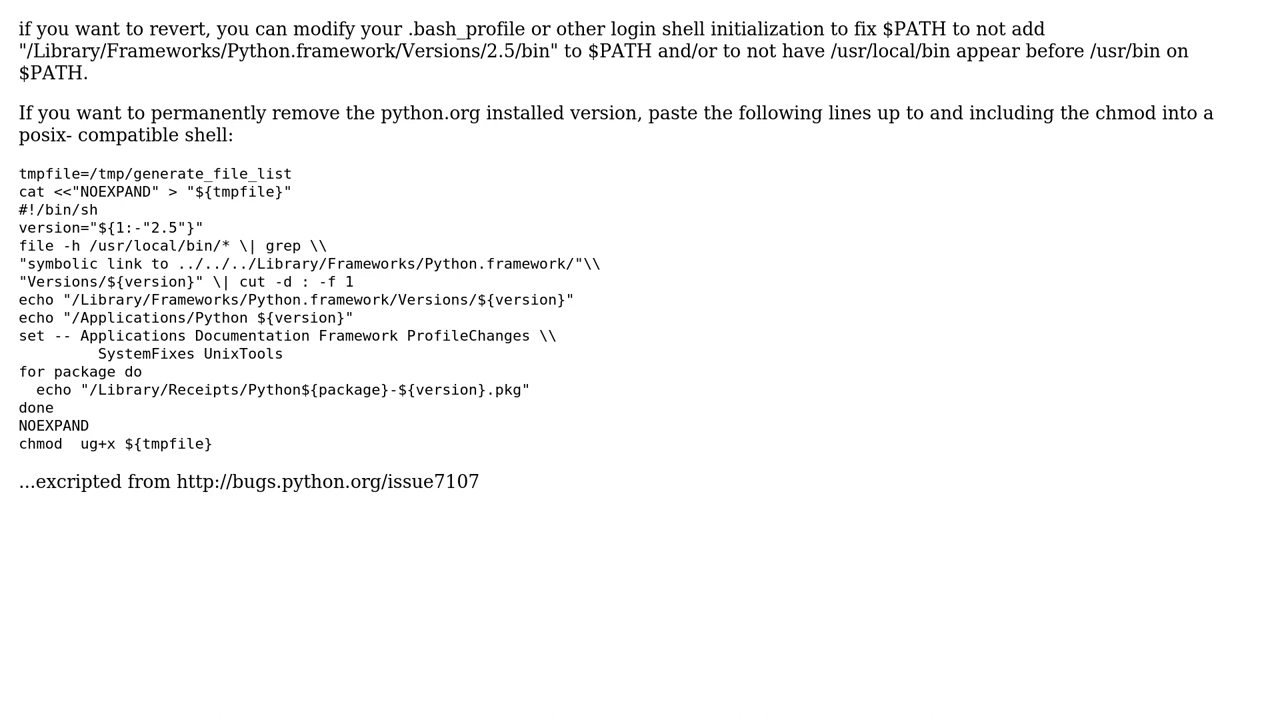 if you want to revert, you can modify your .bash_profile or other login shell initialization to fix $PATH to not add
"/Library/Frameworks/Python.framework/Versions/2.5/bin" to $PATH and/or to not have /usr/local/bin appear before /usr/bin on
$PATH.
If you want to permanently remove the python.org installed version, paste the following lines up to and including the chmod into a
posix- compatible shell:
tmpfile=/tmp/generate_file_list
cat <<"NOEXPAND" > "${tmpfile}"
#!/bin/sh
version="${1:-"2.5"}"
file -h /usr/local/bin/* \| grep \\
"symbolic link to ../../../Library/Frameworks/Python.framework/"\\
"Versions/${version}" \| cut -d : -f 1
echo "/Library/Frameworks/Python.framework/Versions/${version}"
echo "/Applications/Python ${version}"
set -- Applications Documentation Framework ProfileChanges \\
         SystemFixes UnixTools
for package do
  echo "/Library/Receipts/Python${package}-${version}.pkg"
done
NOEXPAND
chmod  ug+x ${tmpfile}
...excripted from http://bugs.python.org/issue7107